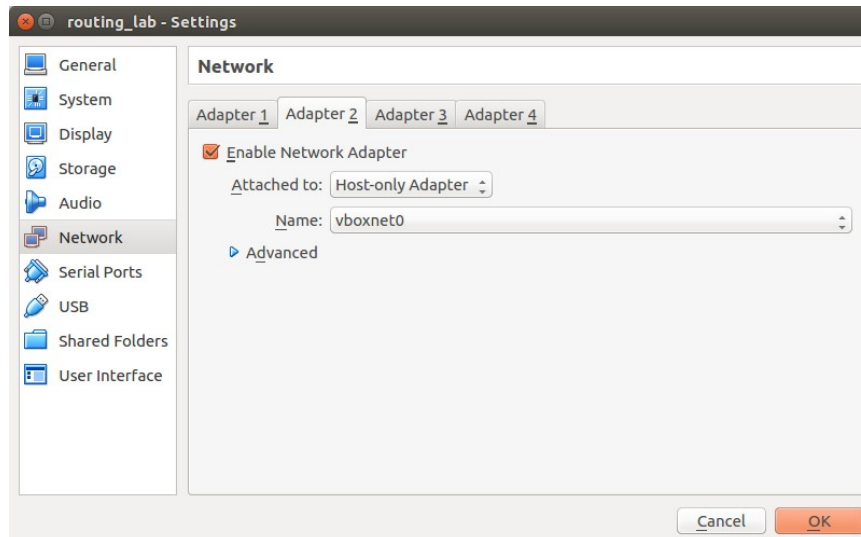 routing_lab - Settings
General
System
Display
Storage
Audio
Network
Serial Ports
USB
Shared Folders
User Interface
Network
Adapter 1 Adapter 2 Adapter 3 Adapter 4
Enable Network Adapter
Attached to: Host-only Adapter
Name: vboxnet0
Advanced
Cancel OK